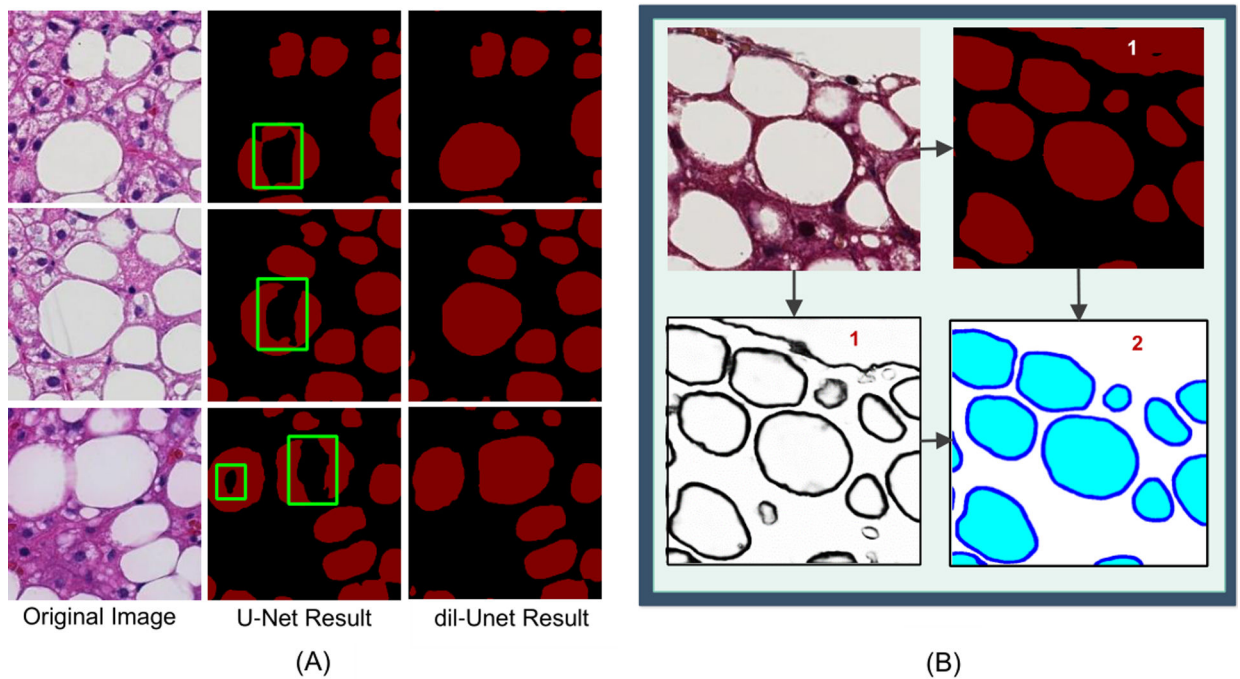 1
1
2
Original Image
U-Net Result
dil-Unet Result
(A)
(B)